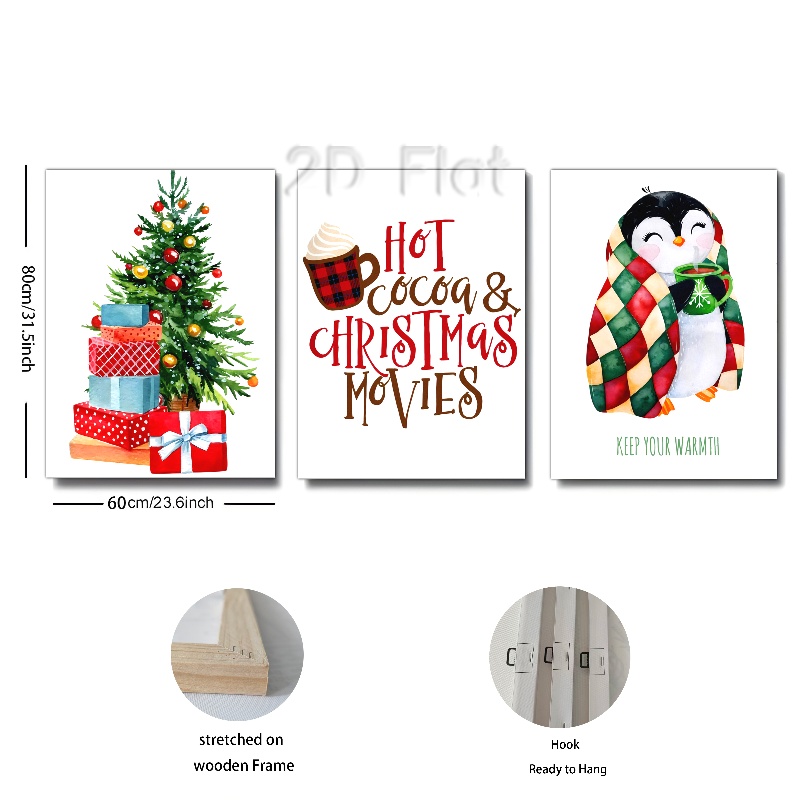 2D Flat
80cm/31.5inch
HOT
cocoa &
CHRISTMAS
MOVIES
KEEP YOUR WARMTH
60cm/23.6inch
stretched on
wooden Frame
Hook
Ready to Hang